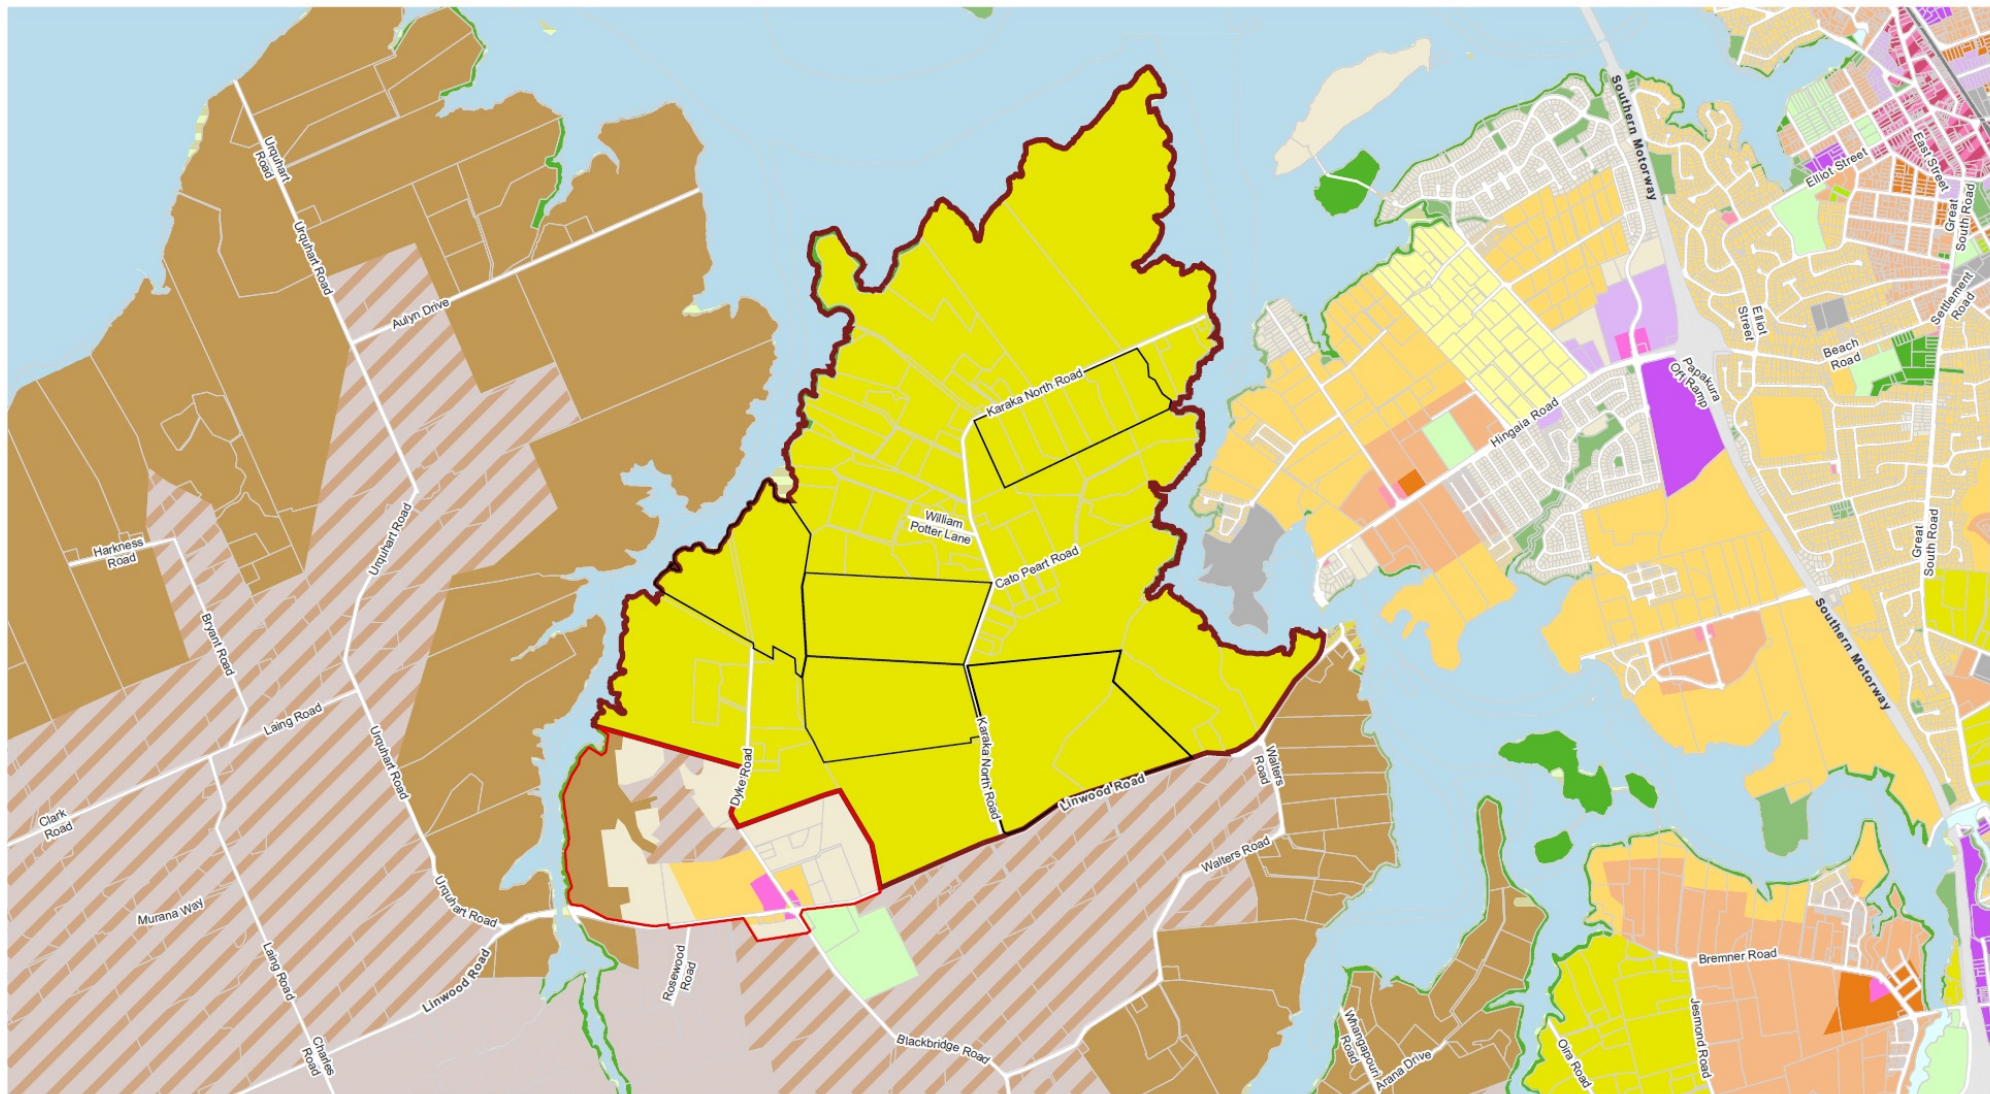 Urquhart
Road
Urquhart Road
Aulyn Drive
Southern Motorway
Elliot Street
East Street
Great
South Road
Settlement
Road
Elliot
Street
Beach
Road
Papakura
Off Ramp
Hingaia Road
Karaka North Road
William
Potter Lane
Cato Peart Road
Harkness
Road
Urquhart Road
Bryant Road
Laing Road
Urquhart Road
Great
South Road
Southern Motorway
Clark
Road
Dyke Road
Karaka North Road
Linwood Road
Walters
Road
Walters Road
Murana Way
Urquhart Road
Laing Road
Linwood Road
Rosewood
Road
Charles
Road
Blackbridge Road
Whangapouri
Road
Arana Drive
Oira Road
Bremner Road
Jesmond Road